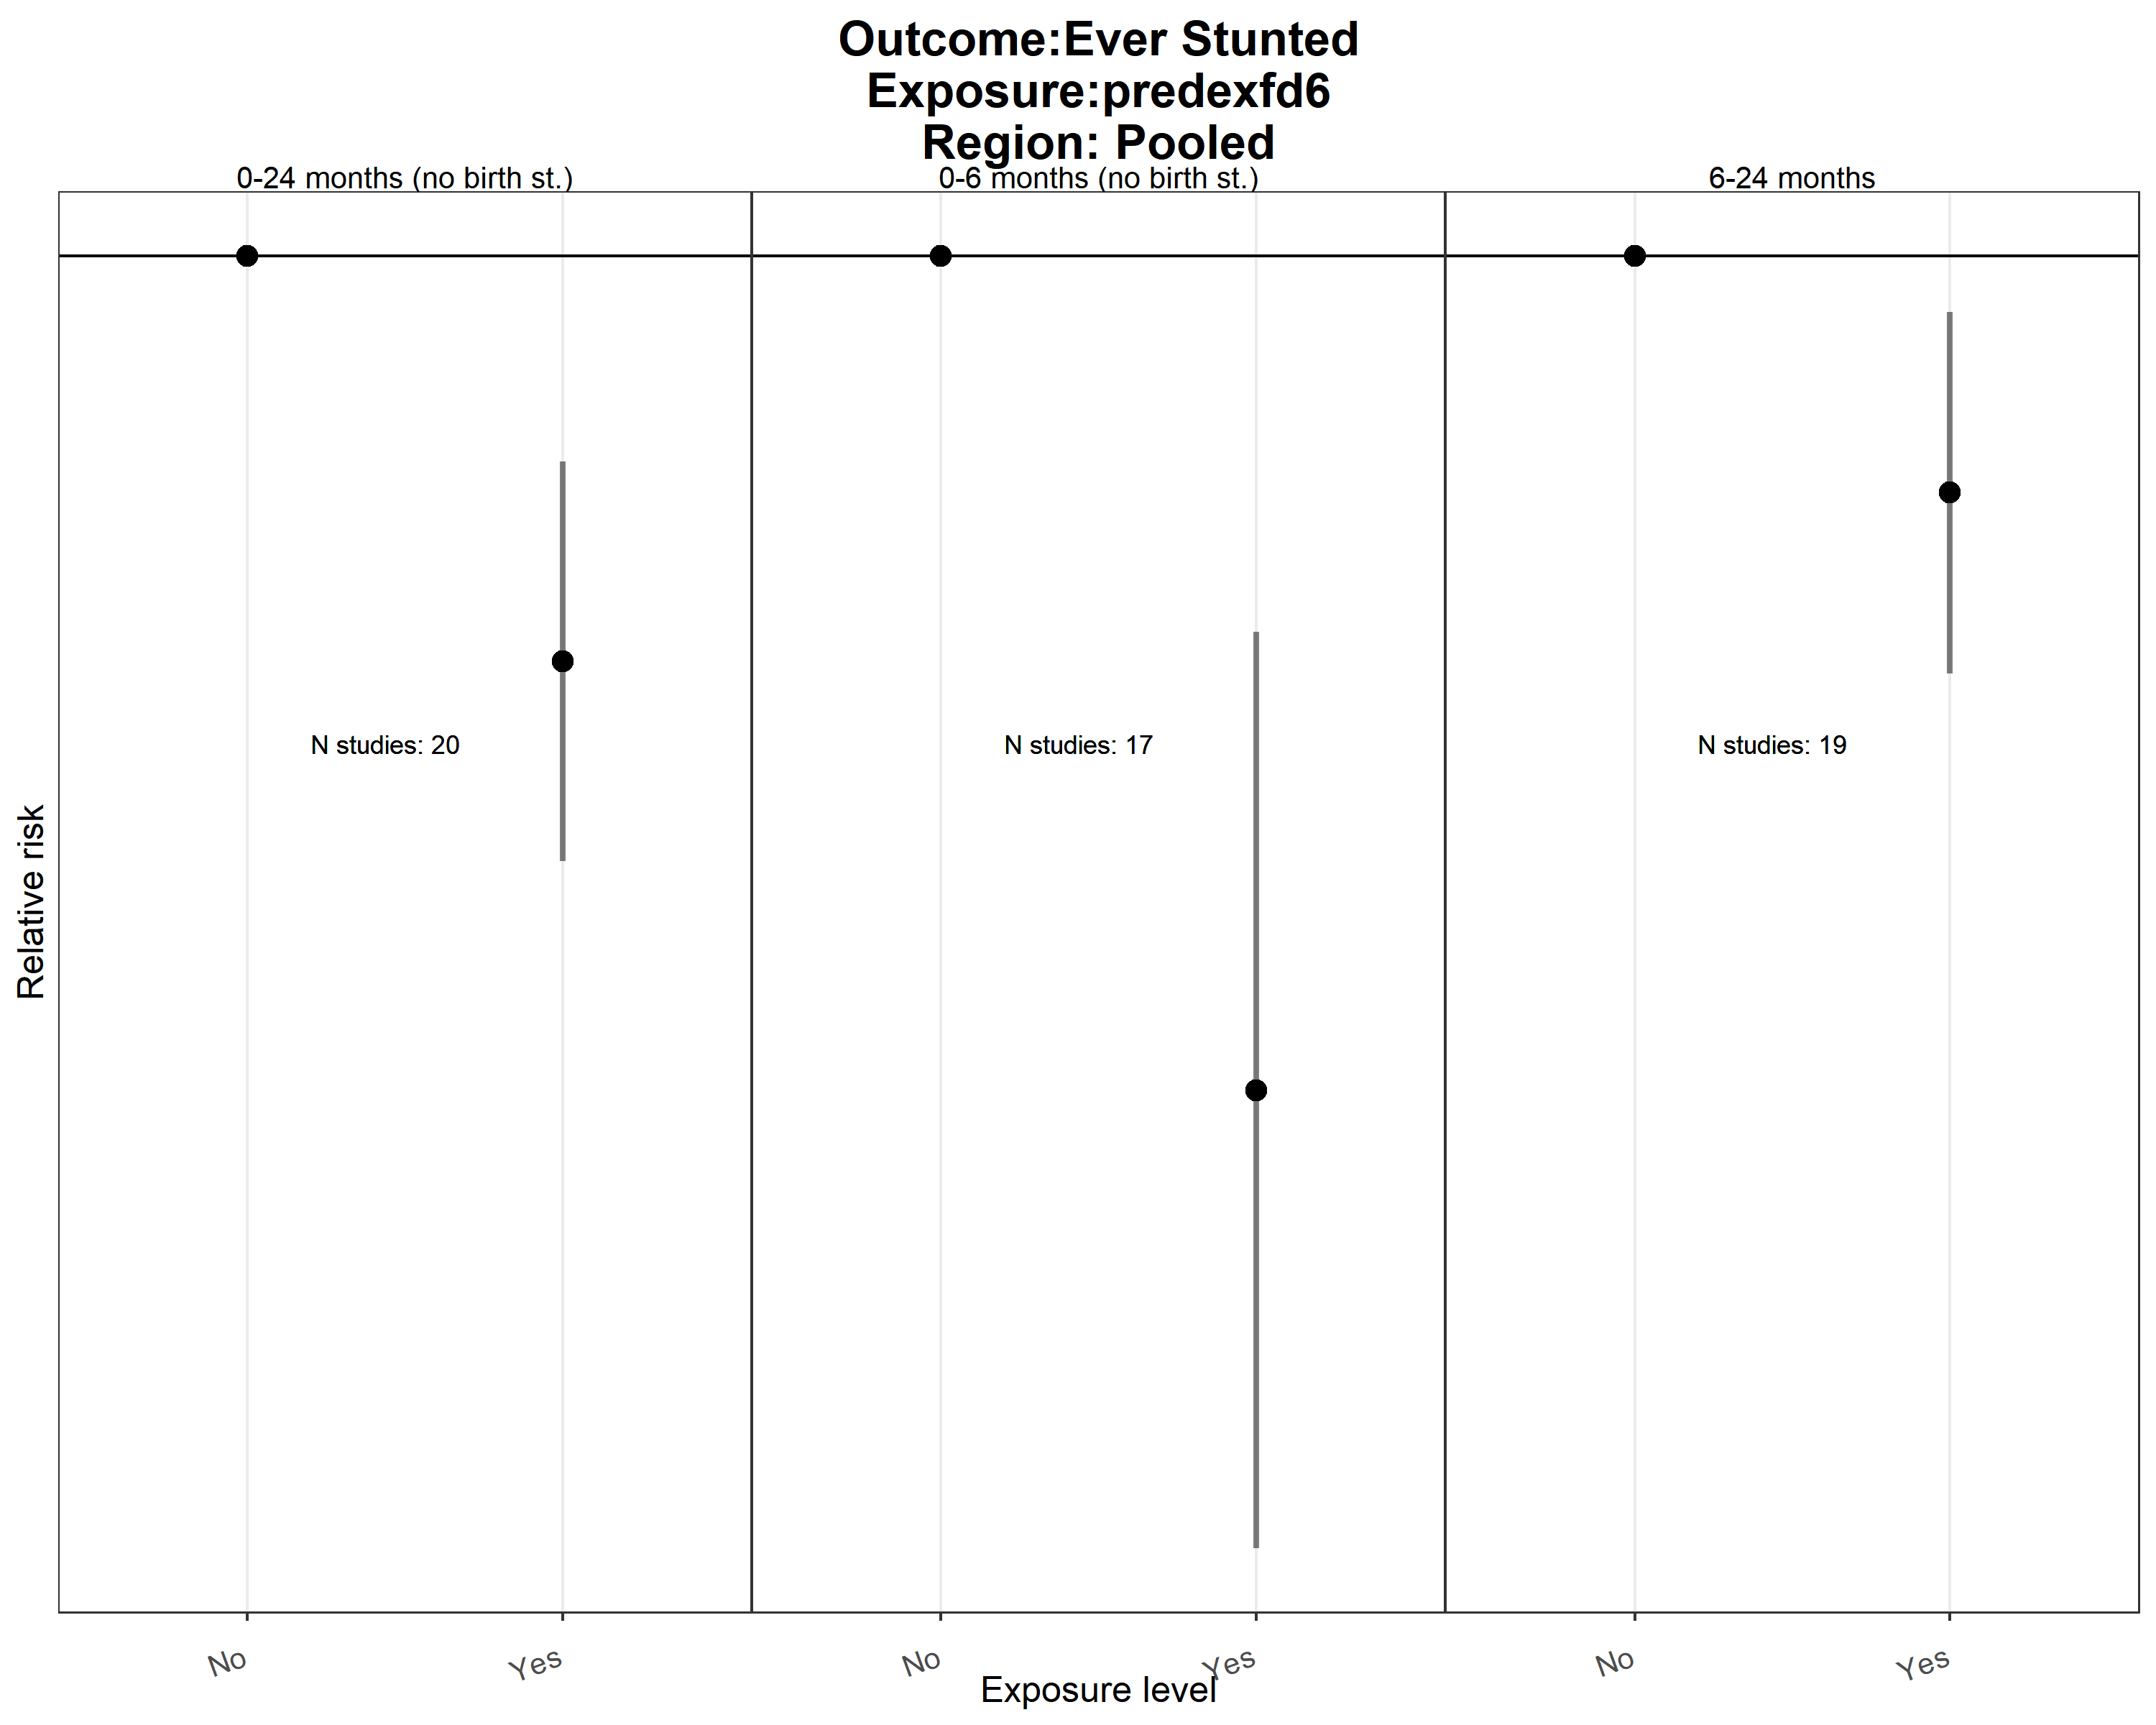 Outcome:Ever Stunted
Exposure:predexfd6
Region: Pooled
0-24 months (no birth st.)
0-6 months (no birth st.)
6-24 months
N studies: 20
N studies: 17
N studies: 19
Relative risk
No
Yes
No
Yes
No
Yes
Exposure level